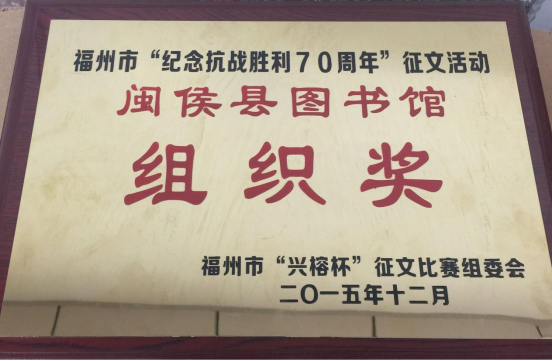 福州市“纪念抗战胜利70周年”征文活动
闽侯县图书馆
组织奖
福州市“兴榕杯”征文比赛组委会
二〇一五年十二月